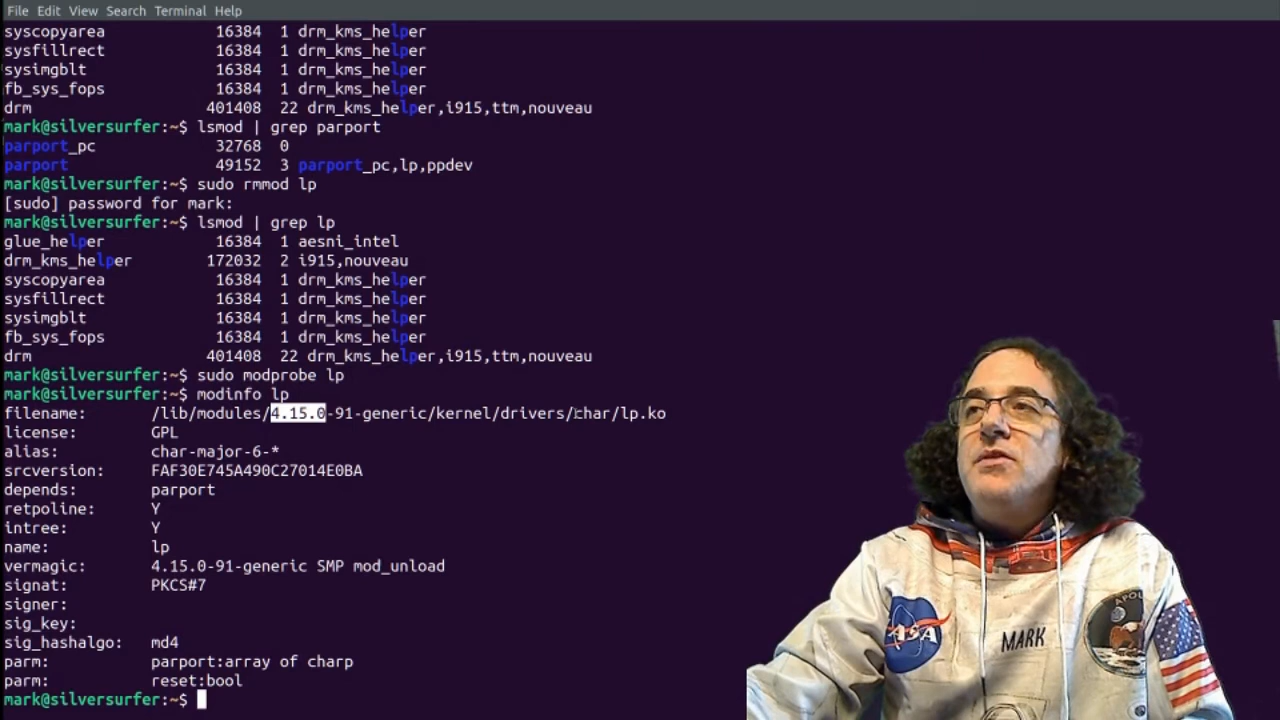 File Edit View Search Terminal Help
syscopyarea 16384 1 drm_kms_helper
sysfillrect 16384 1 drm_kms_helper
sysimgblt 16384 1 drm_kms_helper
fb_sys_fops 16384 1 drm_kms_helper
drm 401408 22 drm_kms_helper,i915,ttm,nouveau
mark@silversurfer:~$ lsmod | grep parport
parport_pc 32768 0
parport 49152 3 parport_pc,lp,ppdev
mark@silversurfer:~$ sudo rmmod lp
[sudo] password for mark:
mark@silversurfer:~$ lsmod | grep lp
glue_helper 16384 1 aesni_intel
drm_kms_helper 172032 2 i915,nouveau
syscopyarea 16384 1 drm_kms_helper
sysfillrect 16384 1 drm_kms_helper
sysimgblt 16384 1 drm_kms_helper
fb_sys_fops 16384 1 drm_kms_helper
drm 401408 22 drm_kms_helper,i915,ttm,nouveau
mark@silversurfer:~$ sudo modprobe lp
mark@silversurfer:~$ modinfo lp
filename: /lib/modules/4.15.0-91-generic/kernel/drivers/char/lp.ko
license: GPL
alias: char-major-6-*
srcversion: FAF30E745A490C27014E0BA
depends: parport
retpoline: Y
intree: Y
name: lp
vermagic: 4.15.0-91-generic SMP mod_unload
signat: PKCS#7
signer:
sig_key:
sig_hashalgo: md4
parm: parport:array of charp
parm: reset:bool
mark@silversurfer:~$
NASA
MARK
APOLLO